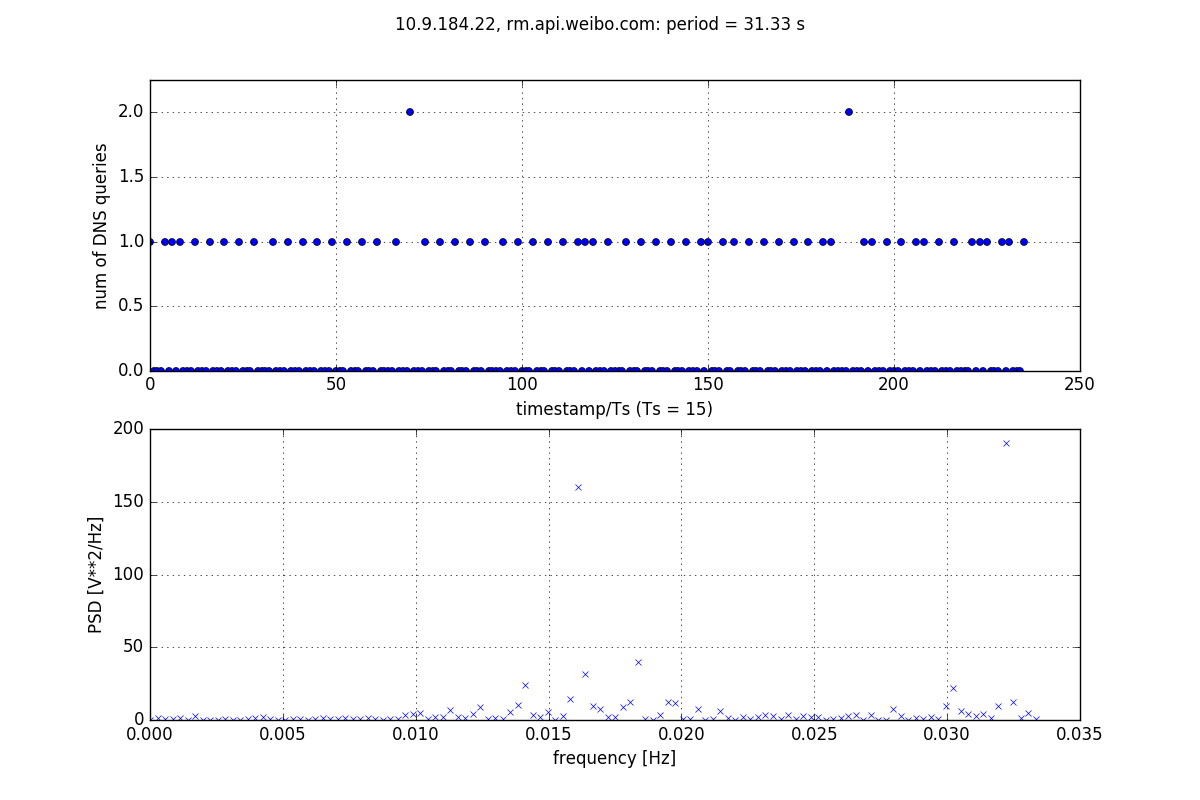 10.9.184.22, rm.api.weibo.com: period = 31.33 s
2.0
1.5
1.0
0.5
0.0
num of DNS queries
0 50 100 150 200 250
timestamp/Ts (Ts = 15)
200
150
100
50
0
PSD [V**2/Hz]
0.000 0.005 0.010 0.015 0.020 0.025 0.030 0.035
frequency [Hz]